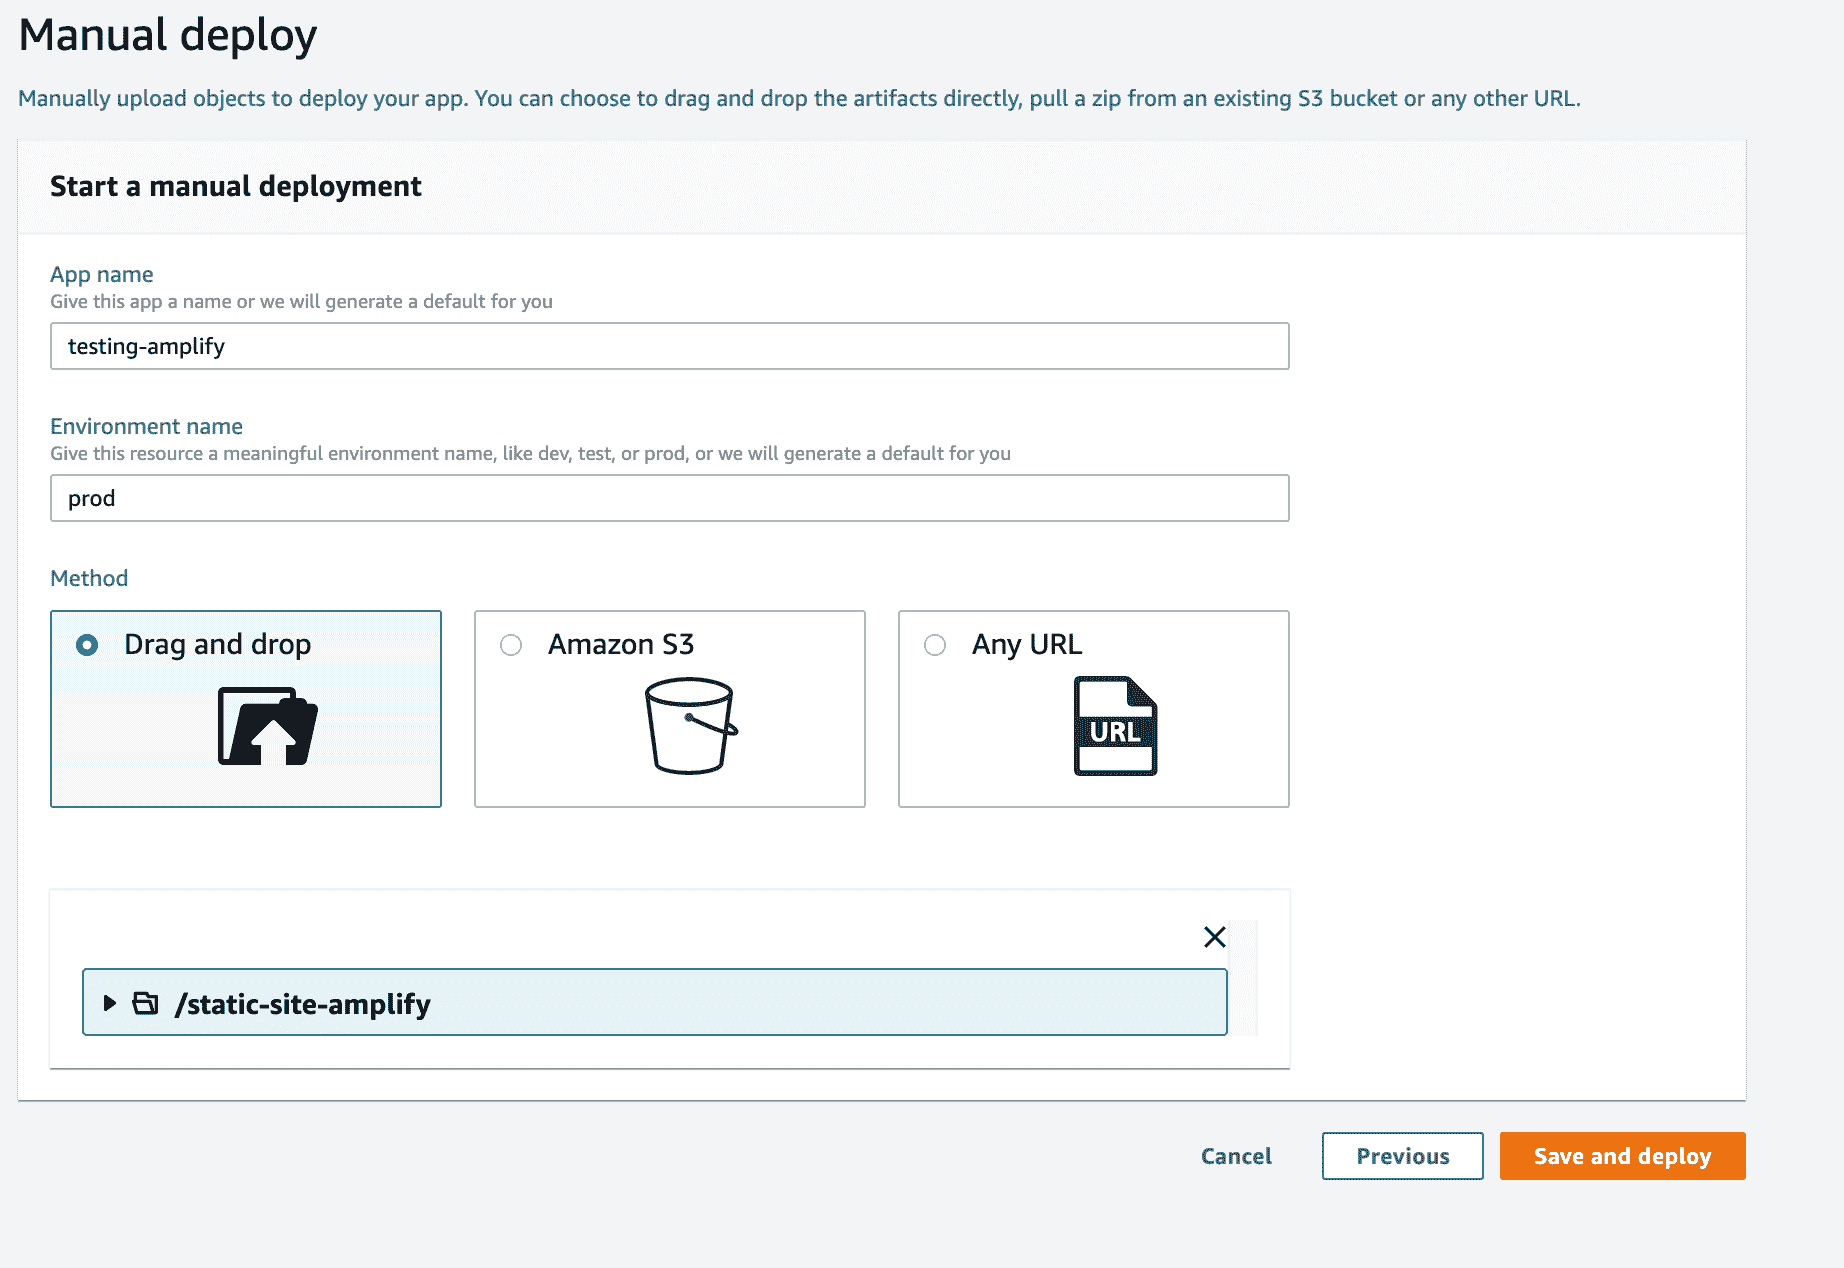 Manual deploy
Manually upload objects to deploy your app. You can choose to drag and drop the artifacts directly, pull a zip from an existing S3 bucket or any other URL.
Start a manual deployment
App name
Give this app a name or we will generate a default for you
testing-amplify
Environment name
Give this resource a meaningful environment name, like dev, test, or prod, or we will generate a default for you
prod
Method
Drag and drop
Amazon S3
Any URL
URL
/static-site-amplify
Cancel
Previous
Save and deploy